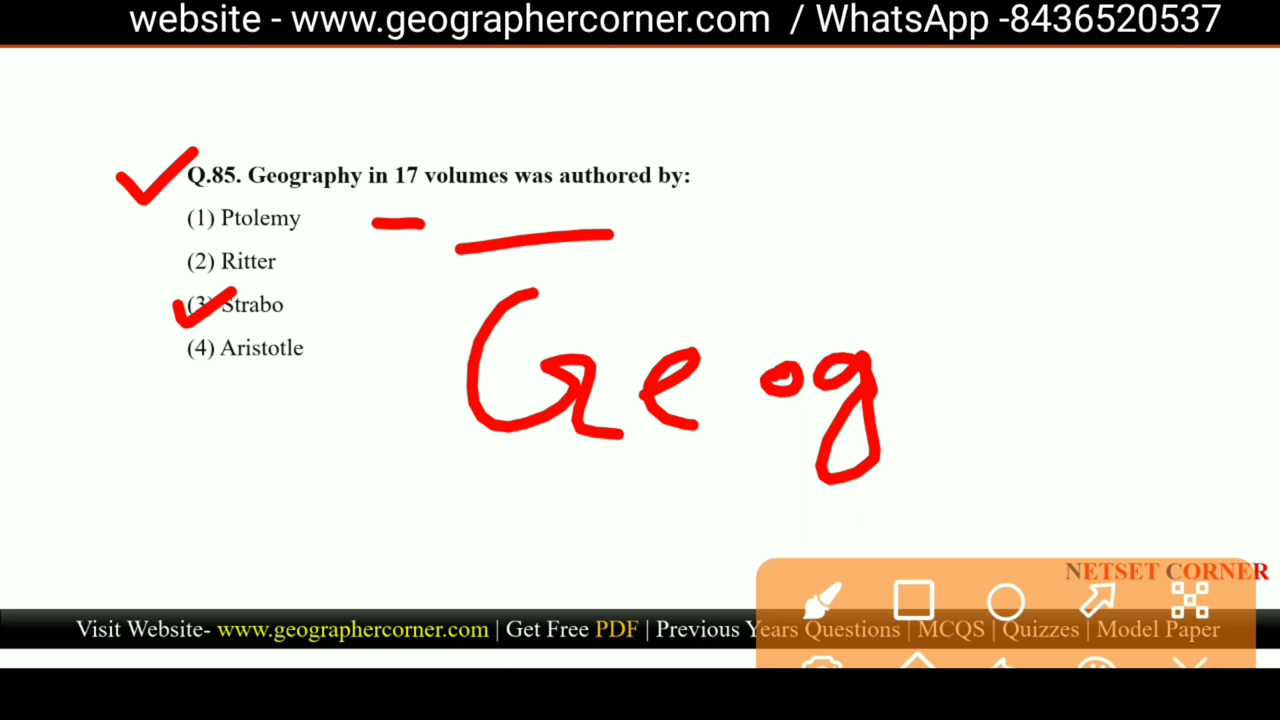 website - www.geographercorner.com / WhatsApp -8436520537
Q.85. Geography in 17 volumes was authored by:
(1) Ptolemy
(2) Ritter
(3) Strabo
(4) Aristotle
Geog
NETSET CORNER
Visit Website- www.geographercorner.com | Get Free PDF | Previous Years Questions | MCQS | Quizzes | Model Paper